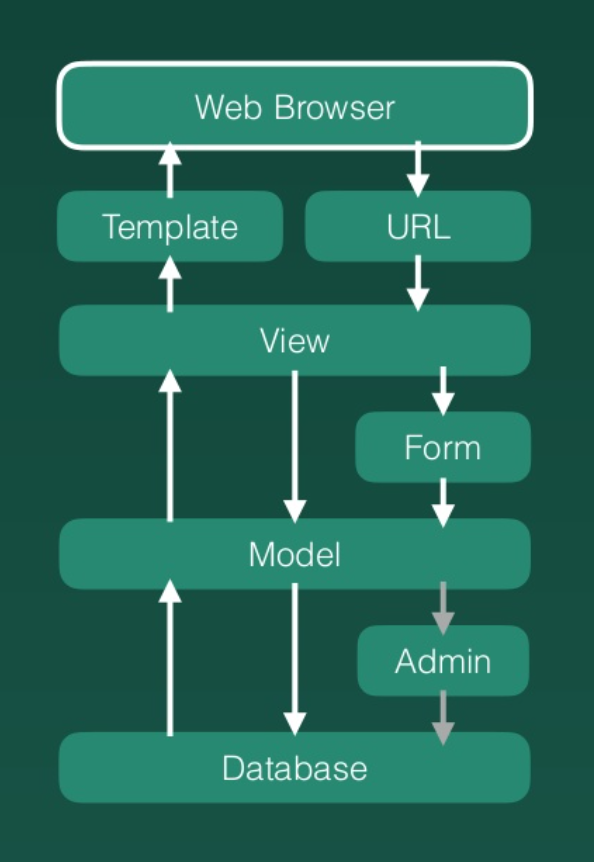 Web Browser
Template
URL
View
Form
Model
Admin
Database